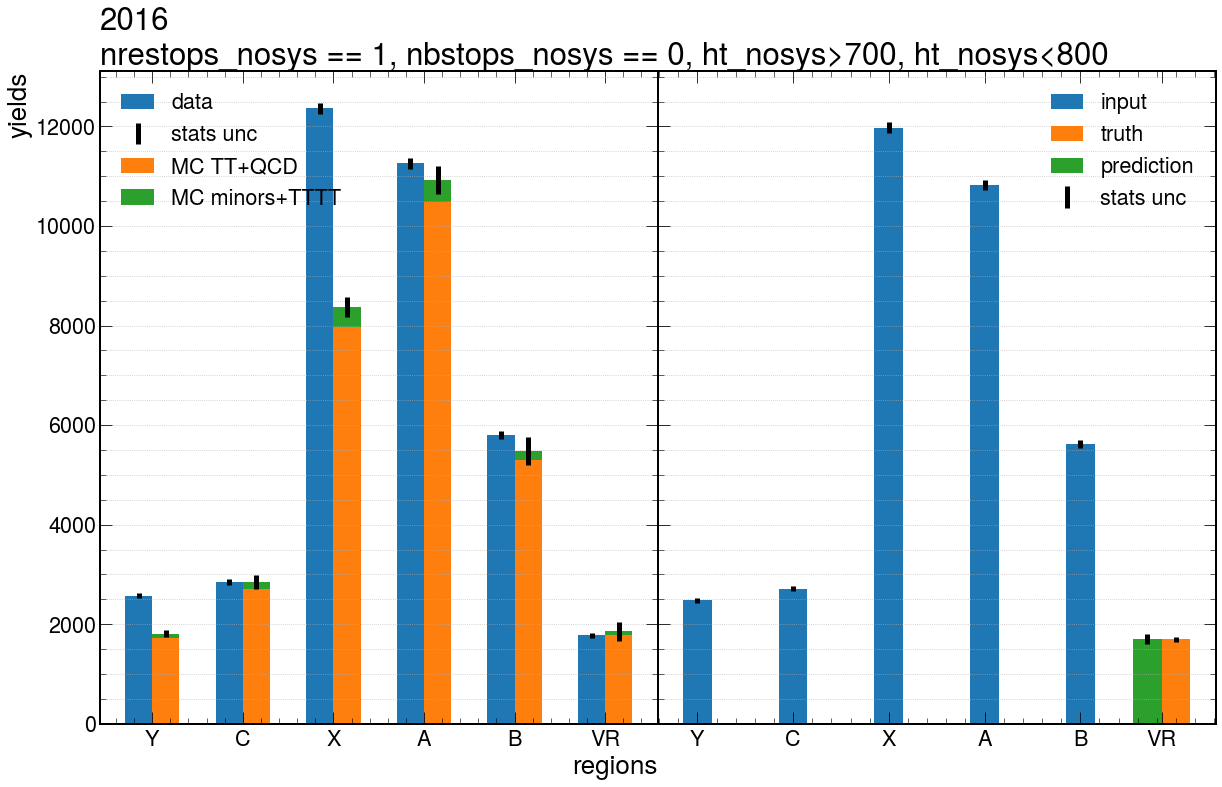 2016
nrestops_nosys == 1, nbstops_nosys == 0, ht_nosys>700, ht_nosys<800
yields
12000
10000
8000
6000
4000
2000
0
data
stats unc
MC TT+QCD
MC minors+TTTT
input
truth
prediction
stats unc
Y C X A B VR Y C X A B VR
regions